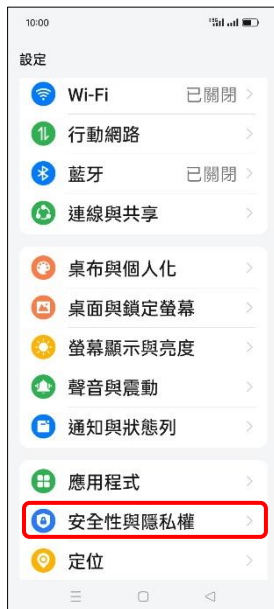 10:00
設定
Wi-Fi 已關閉
行動網路
藍牙 已關閉
連線與共享
桌布與個人化
桌面與鎖定螢幕
螢幕顯示與亮度
聲音與震動
通知與狀態列
應用程式
安全性與隱私權
定位